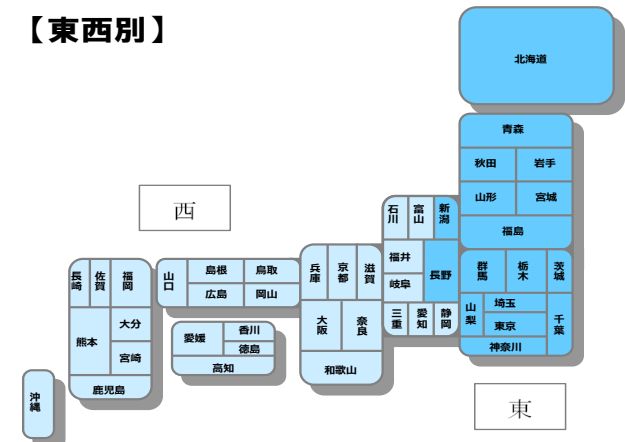 【東西別】
北海道
青森
秋田
岩手
山形
宮城
福島
西
石川
富山
新潟
福井
長野
岐阜
三重
愛知
静岡
群馬
栃木
茨城
山梨
埼玉
東京
千葉
神奈川
兵庫
京都
滋賀
大阪
奈良
和歌山
山口
島根
鳥取
広島
岡山
愛媛
香川
徳島
高知
長崎
佐賀
福岡
熊本
大分
宮崎
鹿児島
沖縄
東